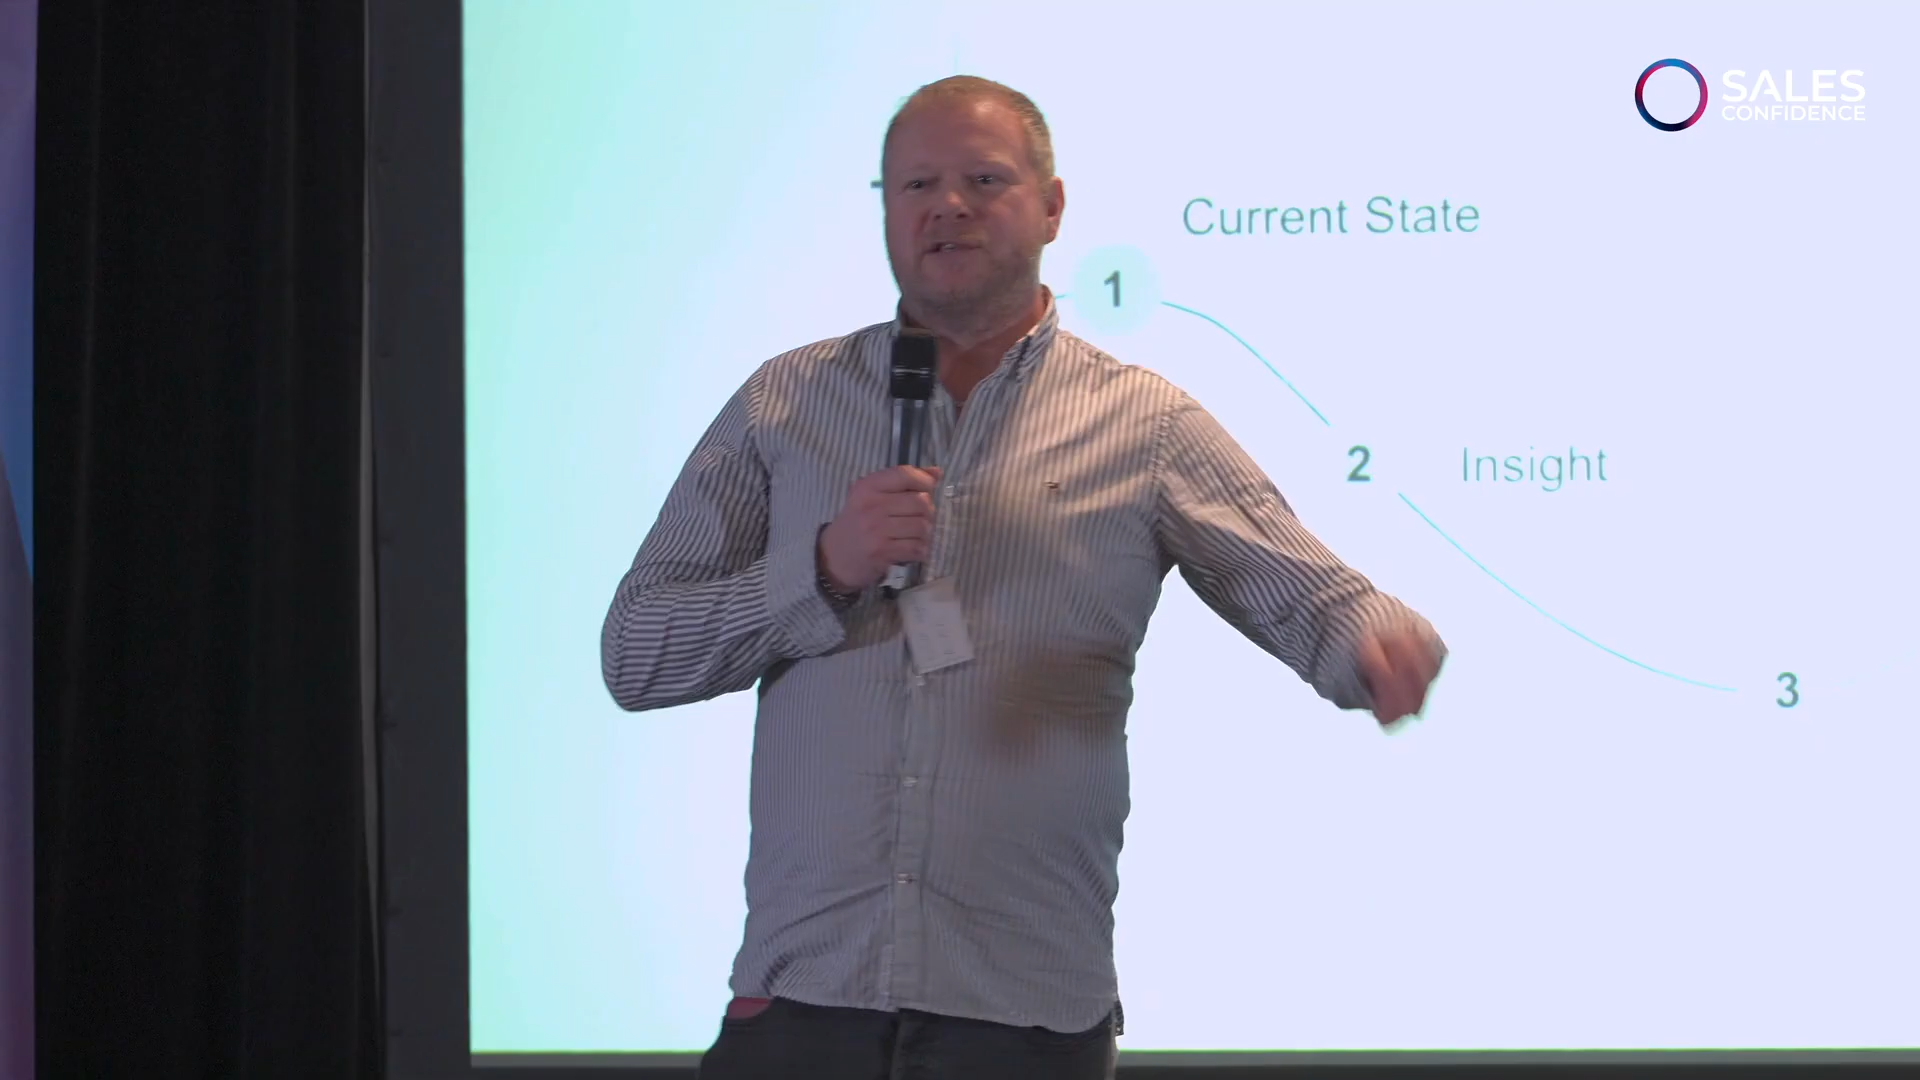 SALES
CONFIDENCE
Current State
1
2 Insight
3